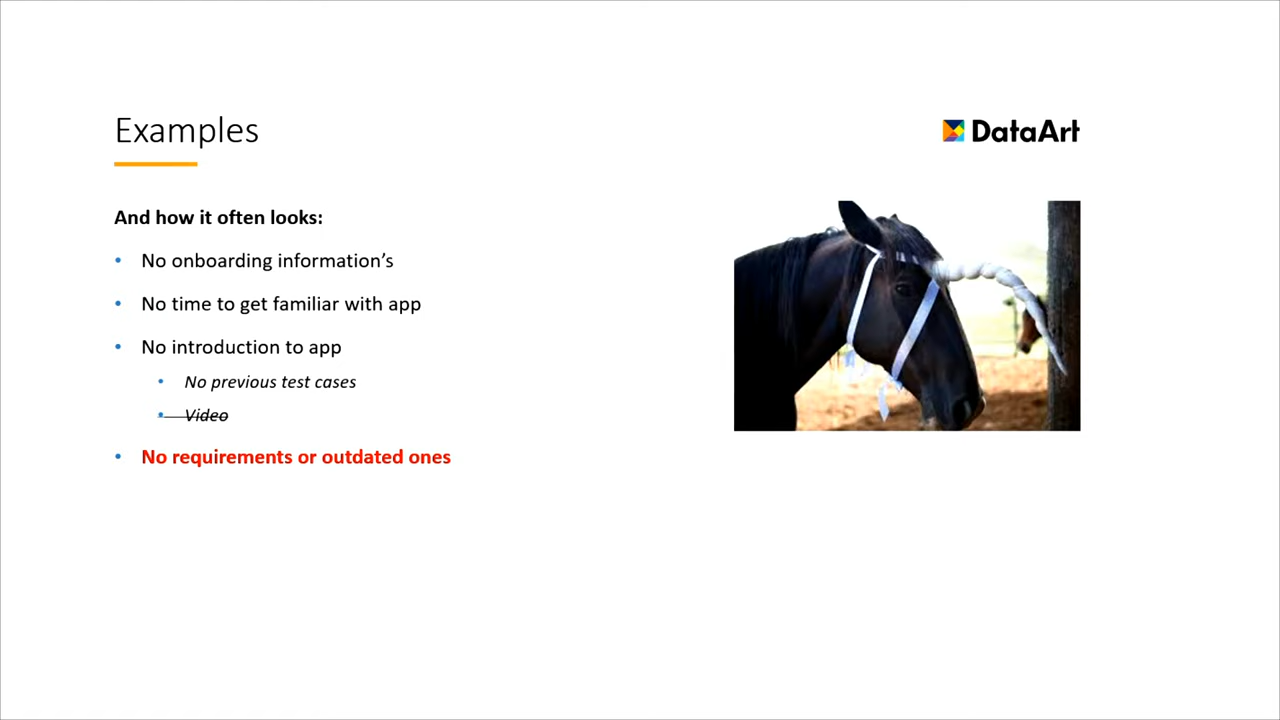 Examples
DataArt
And how it often looks:
• No onboarding information's
• No time to get familiar with app
• No introduction to app
• No previous test cases
• Video
• No requirements or outdated ones